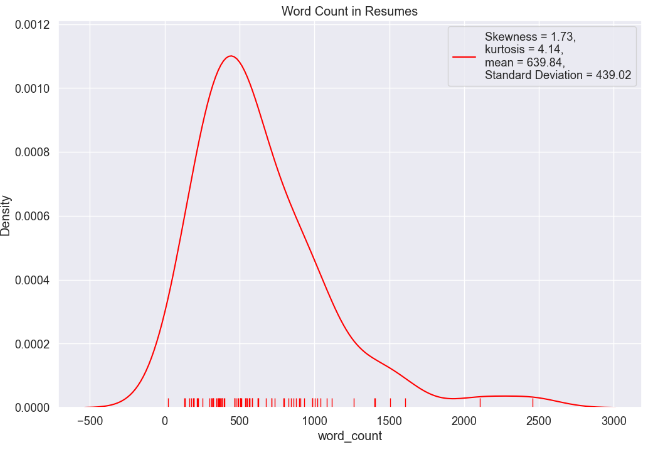 Word Count in Resumes
Skewness = 1.73,
kurtosis = 4.14,
mean = 639.84,
Standard Deviation = 439.02
0.0012
0.0010
0.0008
0.0006
0.0004
0.0002
0.0000
Density
−500
0
500
1000
1500
2000
2500
3000
word_count